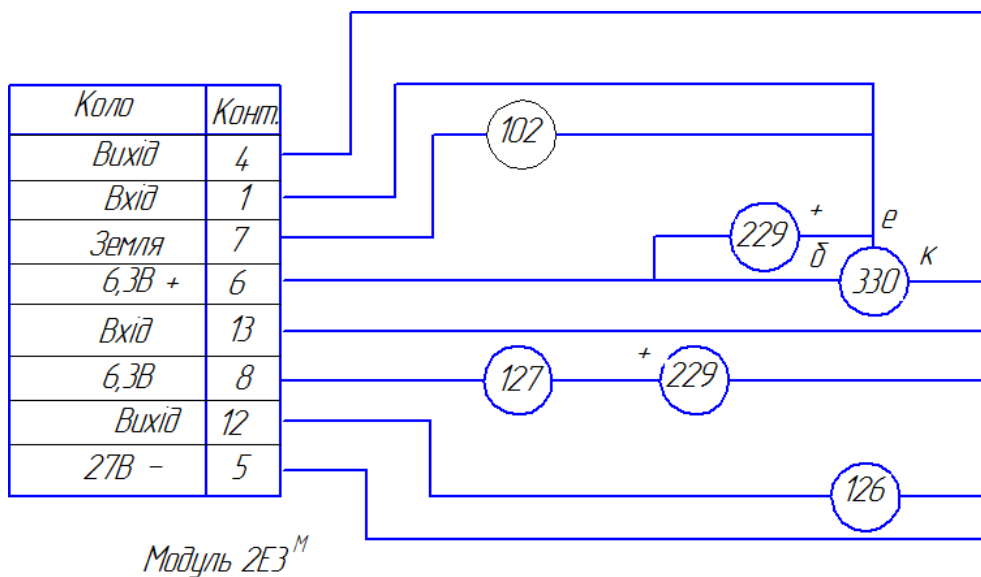 Коло Конт.
Вихід 4
102
Вхід 1
Земля 7
229 + е
б к
6,3В + 6
330
Вхід 13
6,3В 8
127 + 229
Вихід 12
27В - 5
126
Модуль 2ЕЗ М